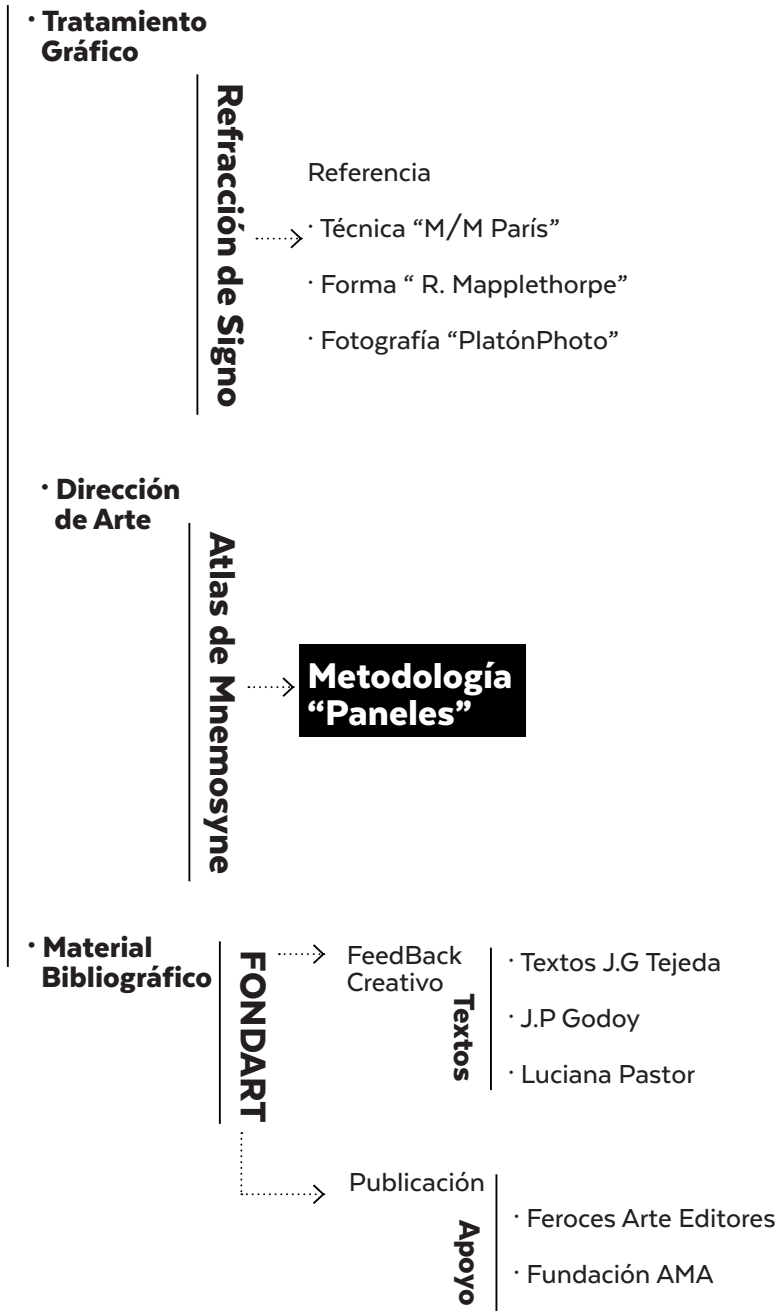 · Tratamiento
Gráfico
Refracción de Signo
Referencia
· Técnica “M/M París”
· Forma “ R. Mapplethorpe”
· Fotografía “PlatónPhoto”
· Dirección
de Arte
Atlas de Mnemosyne
Metodología
“Paneles”
· Material
Bibliográfico
FONDART
FeedBack
Creativo
Textos
· Textos J.G Tejeda
· J.P Godoy
· Luciana Pastor
Publicación
Apoyo
· Feroces Arte Editores
· Fundación AMA